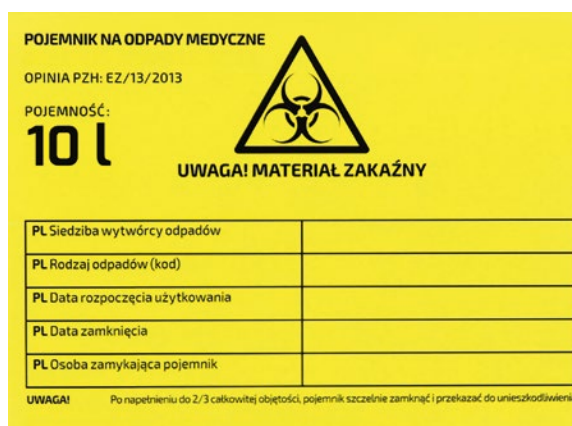 POJEMNIK NA ODPADY MEDYCZNE
OPINIA PZH: EZ/13/2013
POJEMNOŚĆ:
10 l
UWAGA! MATERIAŁ ZAKAŹNY
PL Siedziba wytwórcy odpadów
PL Rodzaj odpadów (kod)
PL Data rozpoczęcia użytkowania
PL Data zamknięcia
PL Osoba zamykająca pojemnik
UWAGA! Po napełnieniu do 2/3 całkowitej objętości, pojemnik szczelnie zamknąć i przekazać do unieszkodliwienia